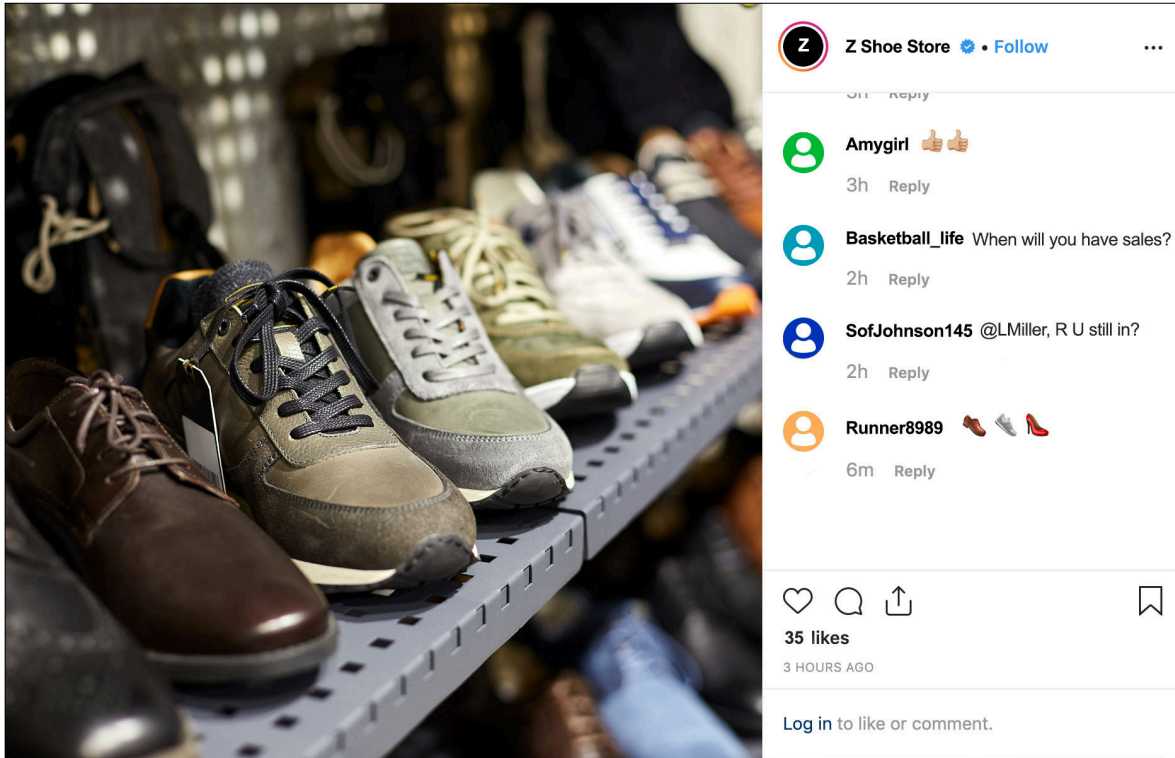 Z
Z Shoe Store • Follow
Reply
Amygirl 👍🏼👍🏼
3h Reply
Basketball_life When will you have sales?
2h Reply
SofJohnson145 @LMiller, R U still in?
2h Reply
Runner8989 👞👟👠
6m Reply
35 likes
3 HOURS AGO
Log in to like or comment.